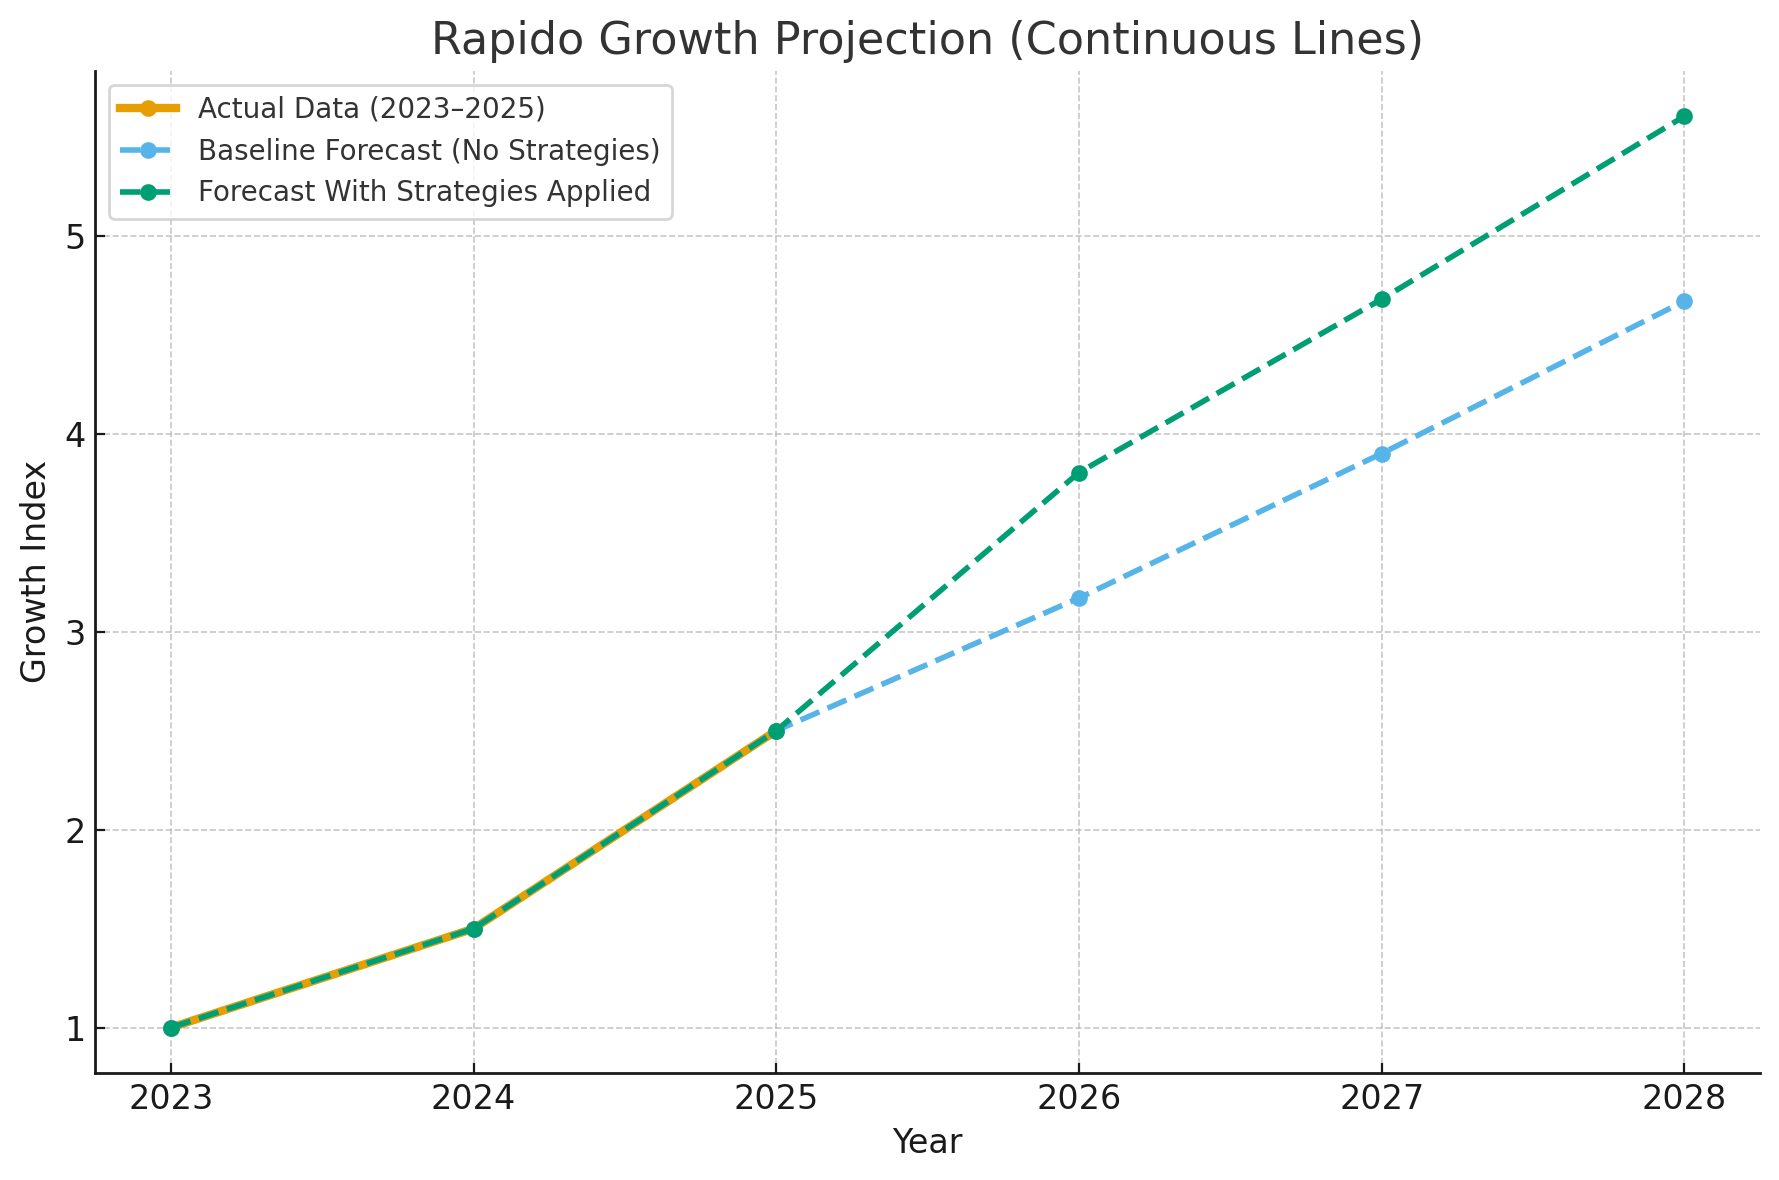 Rapido Growth Projection (Continuous Lines)
Actual Data (2023–2025)
Baseline Forecast (No Strategies)
Forecast With Strategies Applied
5
4
3
2
1
Growth Index
2023 2024 2025 2026 2027 2028
Year